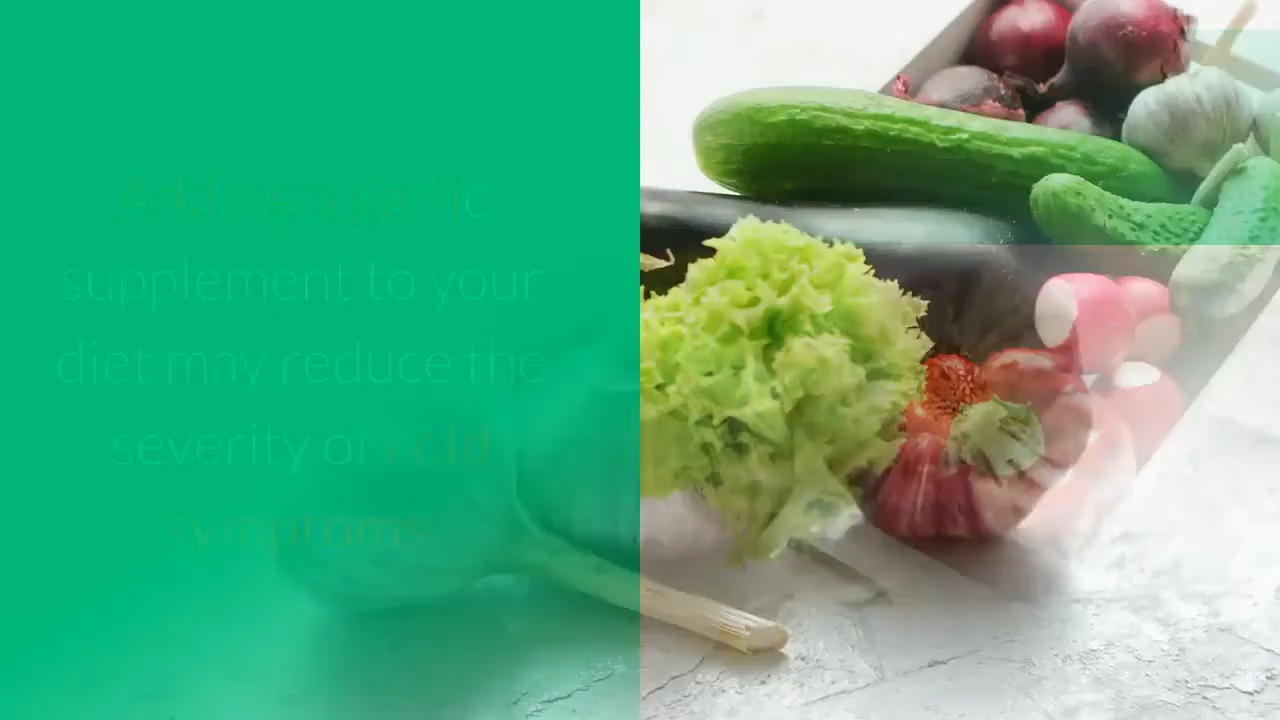 Adding a garlic
supplement to your
diet may reduce the
severity of cold
symptoms.